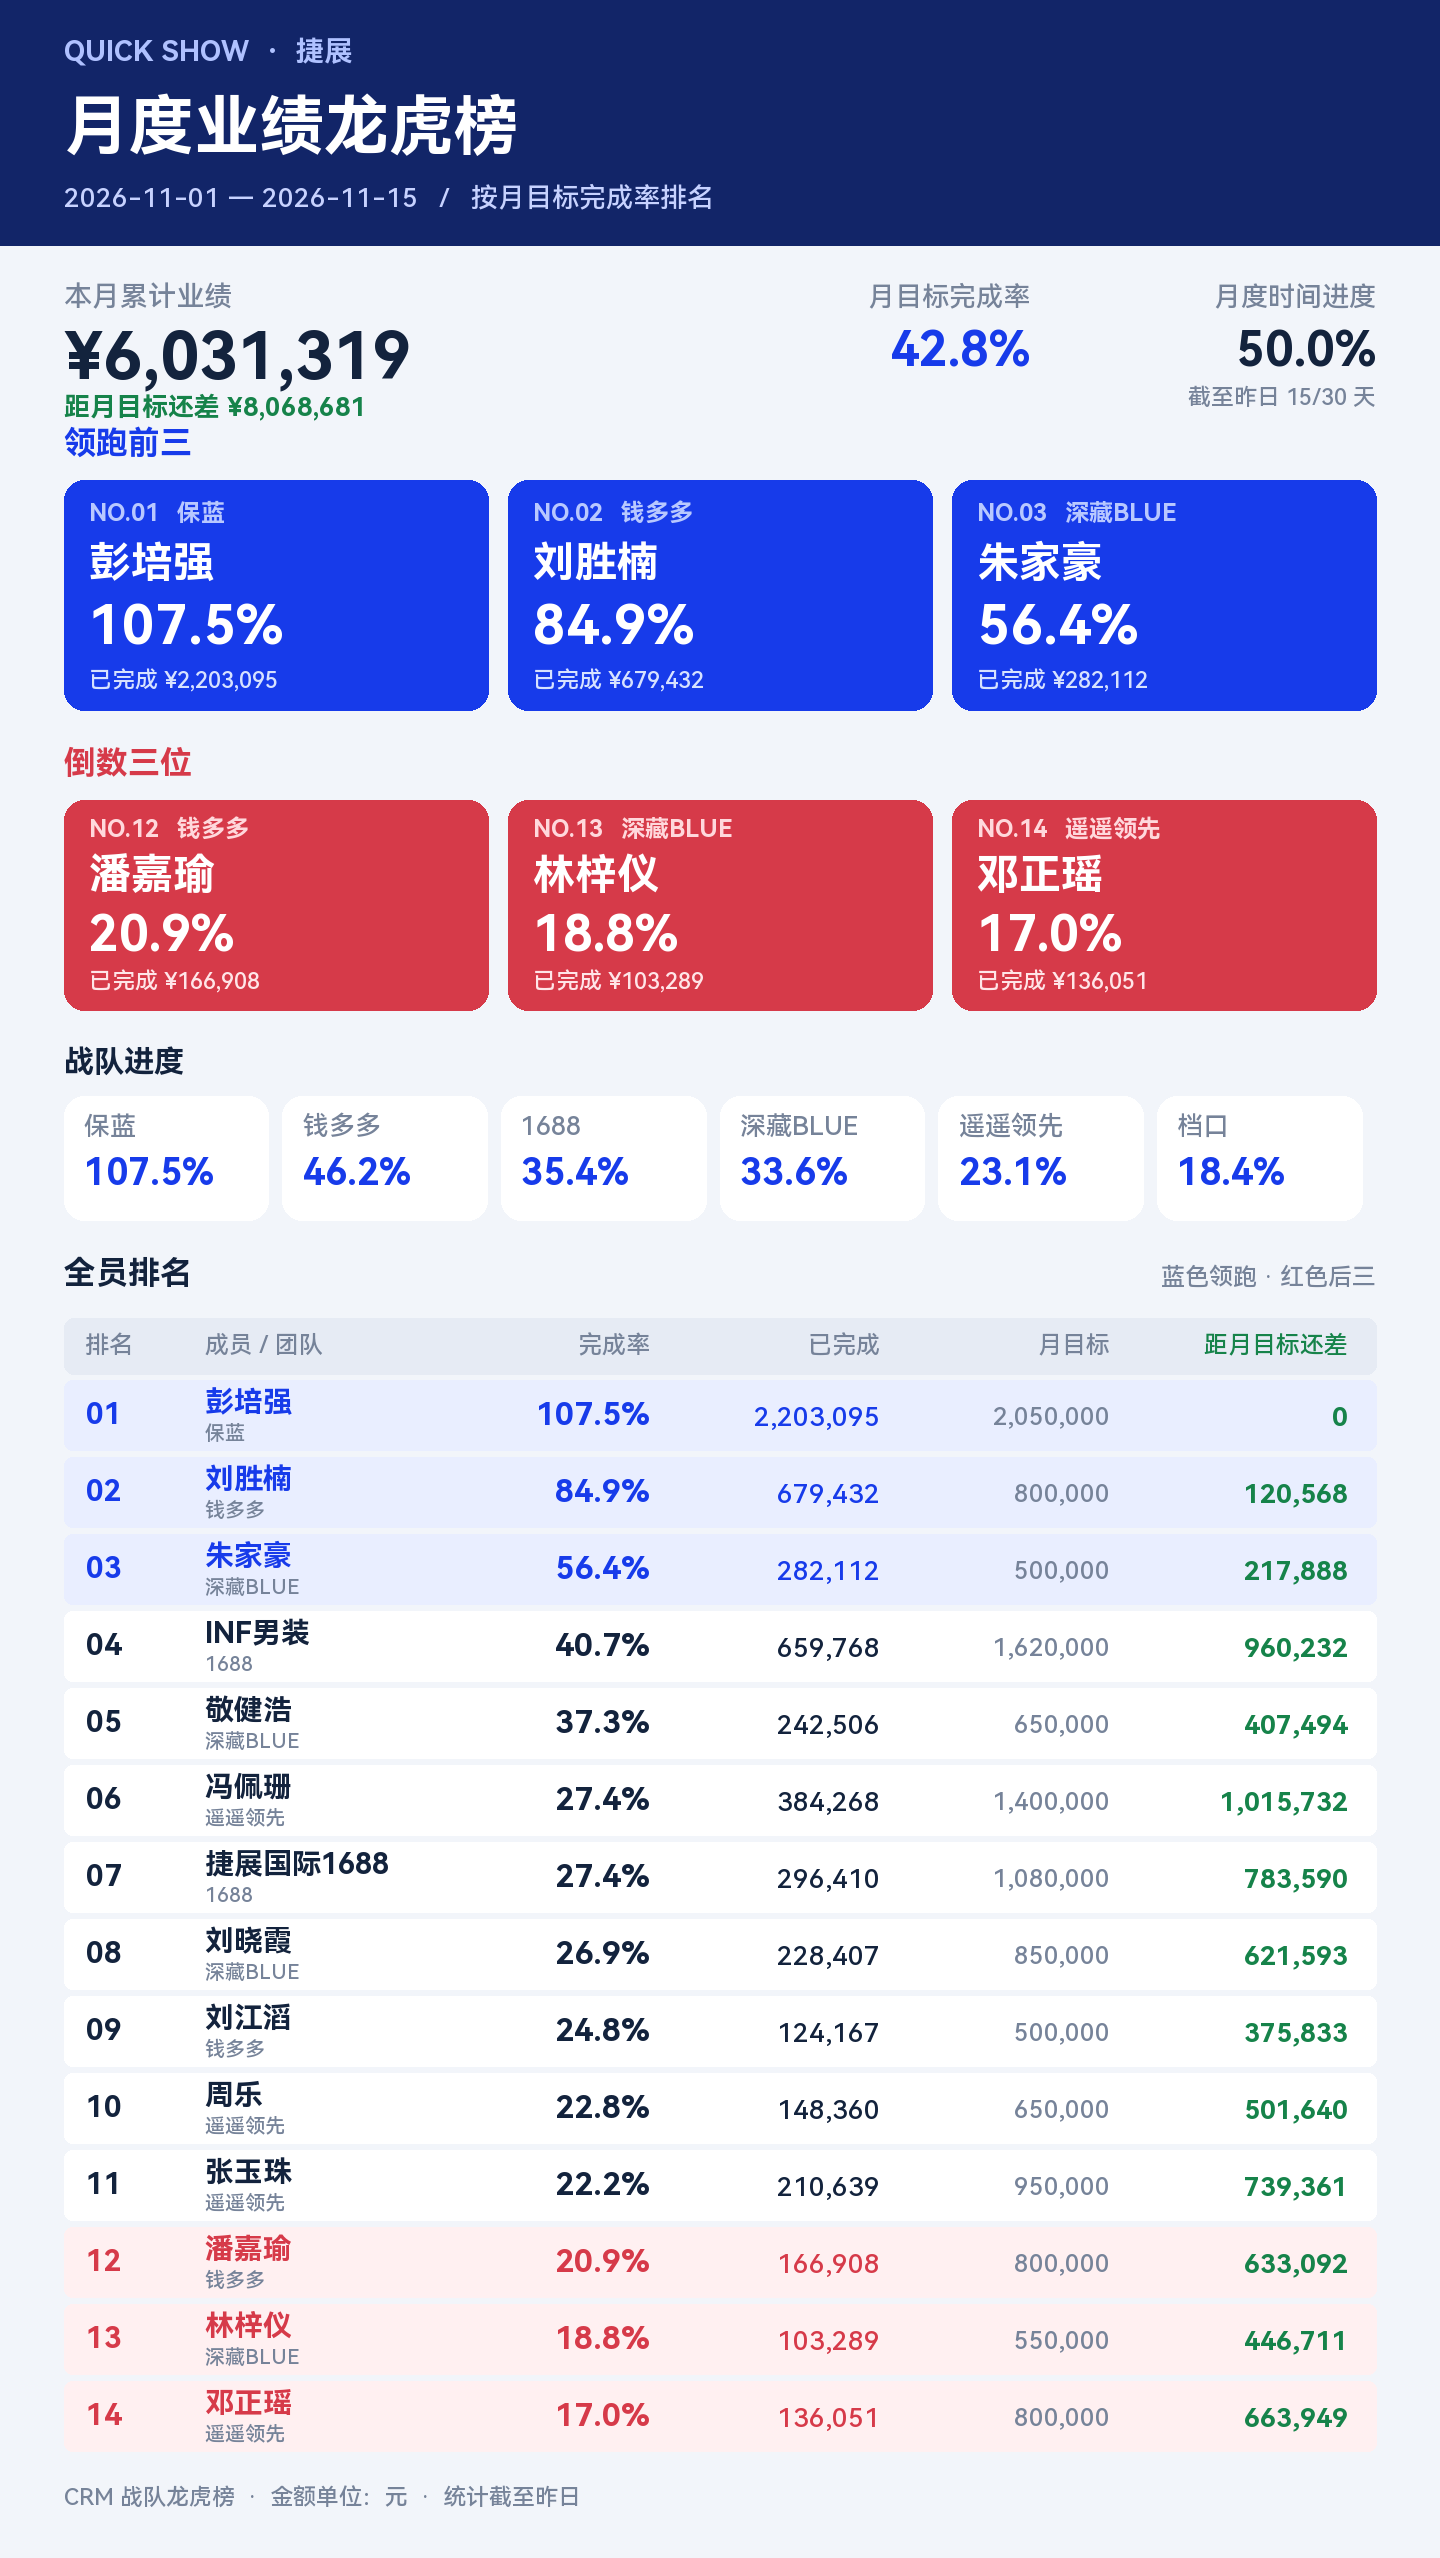 QUICK SHOW · 捷展
月度业绩龙虎榜
2026-11-01 — 2026-11-15 / 按月目标完成率排名
本月累计业绩 月目标完成率 月度时间进度
¥6,031,319 42.8% 50.0%
距月目标还差 ¥8,068,681 截至昨日 15/30 天
领跑前三
NO.01 保蓝 NO.02 钱多多 NO.03 深藏BLUE
彭培强 刘胜楠 朱家豪
107.5% 84.9% 56.4%
已完成 ¥2,203,095 已完成 ¥679,432 已完成 ¥282,112
倒数三位
NO.12 钱多多 NO.13 深藏BLUE NO.14 遥遥领先
潘嘉瑜 林梓仪 邓正瑶
20.9% 18.8% 17.0%
已完成 ¥166,908 已完成 ¥103,289 已完成 ¥136,051
战队进度
保蓝 钱多多 1688 深藏BLUE 遥遥领先 档口
107.5% 46.2% 35.4% 33.6% 23.1% 18.4%
全员排名 蓝色领跑 · 红色后三
排名 成员 / 团队 完成率 已完成 月目标 距月目标还差
01 彭培强 107.5% 2,203,095 2,050,000 0
保蓝
02 刘胜楠 84.9% 679,432 800,000 120,568
钱多多
03 朱家豪 56.4% 282,112 500,000 217,888
深藏BLUE
04 INF男装 40.7% 659,768 1,620,000 960,232
1688
05 敬健浩 37.3% 242,506 650,000 407,494
深藏BLUE
06 冯佩珊 27.4% 384,268 1,400,000 1,015,732
遥遥领先
07 捷展国际1688 27.4% 296,410 1,080,000 783,590
1688
08 刘晓霞 26.9% 228,407 850,000 621,593
深藏BLUE
09 刘江滔 24.8% 124,167 500,000 375,833
钱多多
10 周乐 22.8% 148,360 650,000 501,640
遥遥领先
11 张玉珠 22.2% 210,639 950,000 739,361
遥遥领先
12 潘嘉瑜 20.9% 166,908 800,000 633,092
钱多多
13 林梓仪 18.8% 103,289 550,000 446,711
深藏BLUE
14 邓正瑶 17.0% 136,051 800,000 663,949
遥遥领先
CRM 战队龙虎榜 · 金额单位：元 · 统计截至昨日